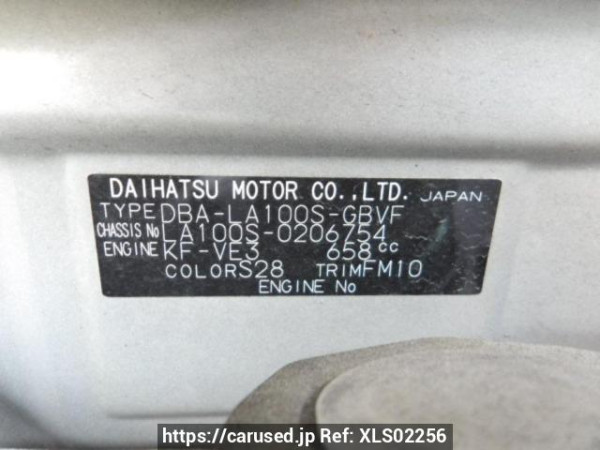 DAIHATSU MOTOR CO.,LTD. JAPAN
TYPE DBA-LA100S-GBVF
CHASSIS No LA100S-0206754
ENGINE KF-VE3 658cc
COLOR S28 TRIM FM10
ENGINE No
https://carused.jp Ref: XLS02256